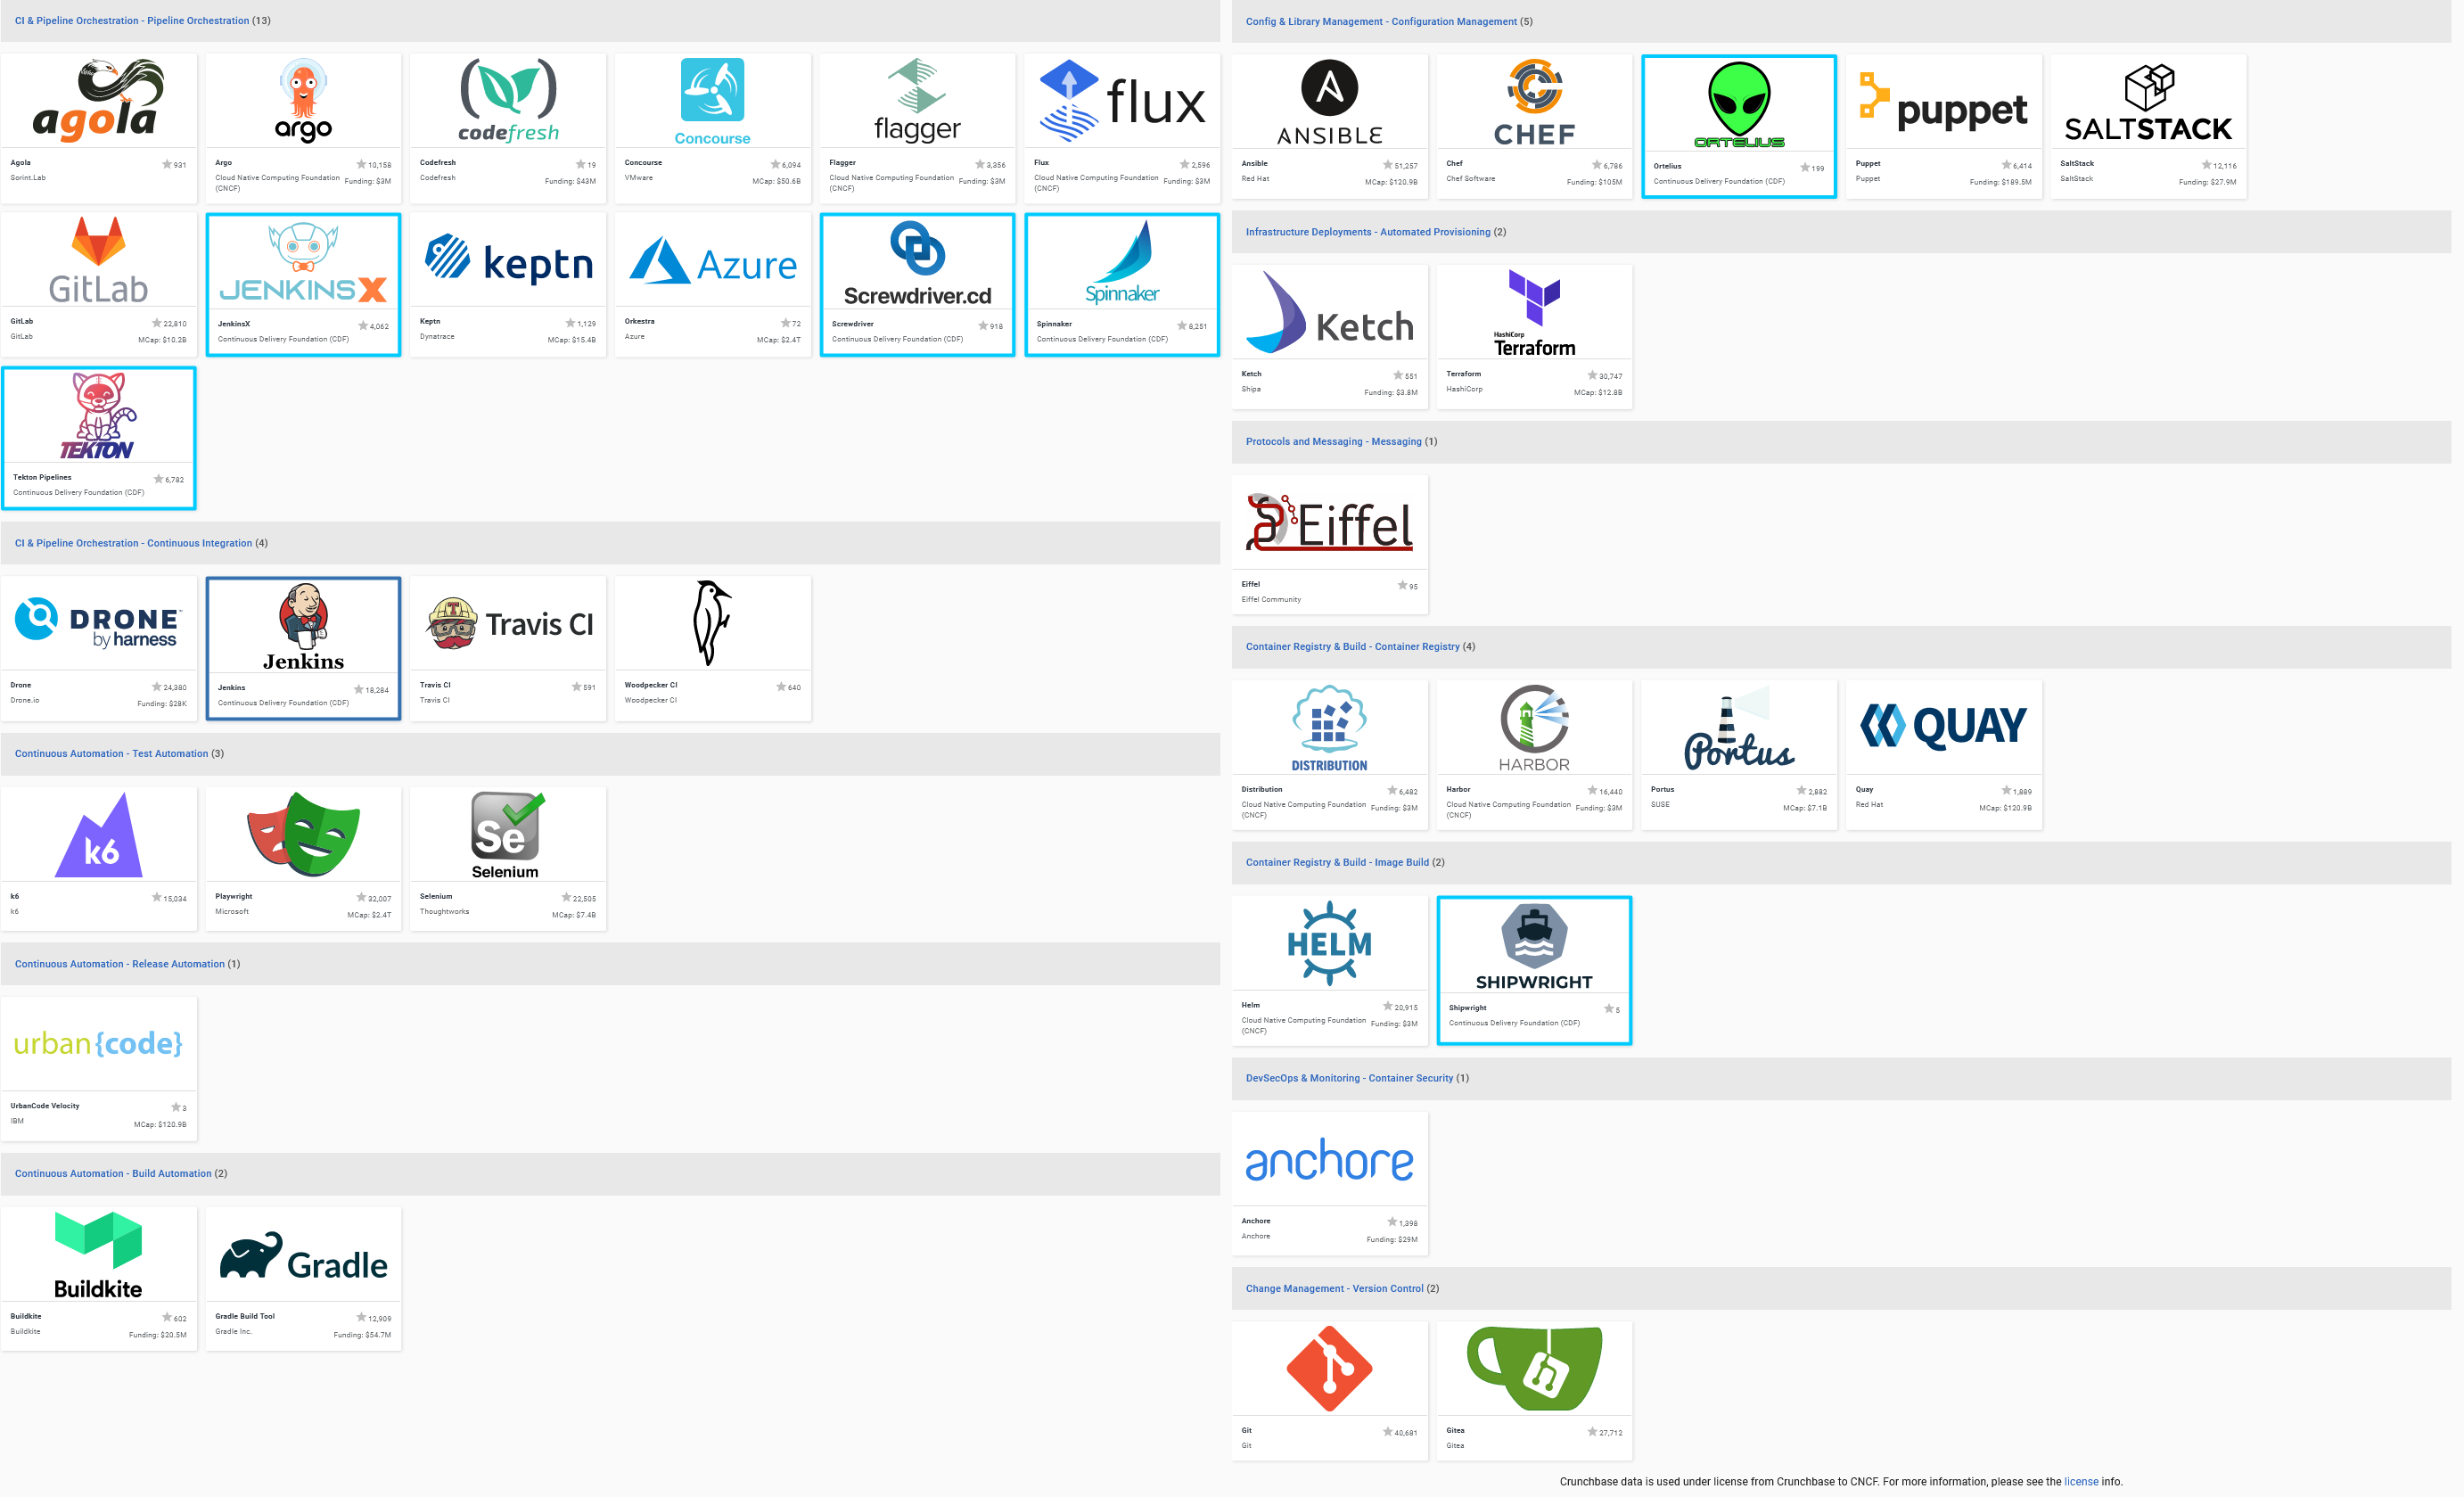 CI & Pipeline Orchestration - Pipeline Orchestration (13)
agola
Agola
931
Sorint.Lab
argo
Argo
10,158
Cloud Native Computing Foundation (CNCF)
Funding: $3M
codefresh
Codefresh
19
Codefresh
Funding: $43M
Concourse
Concourse
6,094
VMware
MCap: $50.6B
flagger
Flagger
3,356
Cloud Native Computing Foundation (CNCF)
Funding: $3M
flux
Flux
2,596
Cloud Native Computing Foundation (CNCF)
Funding: $3M
GitLab
GitLab
22,810
GitLab
MCap: $10.2B
JENKINS X
JenkinsX
4,062
Continuous Delivery Foundation (CDF)
keptn
Keptn
1,129
Dynatrace
MCap: $15.4B
Azure
Orkestra
72
Azure
MCap: $2.4T
Screwdriver.cd
Screwdriver
918
Continuous Delivery Foundation (CDF)
Spinnaker
Spinnaker
8,251
Continuous Delivery Foundation (CDF)
TEKTON
Tekton Pipelines
6,782
Continuous Delivery Foundation (CDF)
CI & Pipeline Orchestration - Continuous Integration (4)
DRONE
by harness
Drone
24,380
Drone.io
Funding: $28K
Jenkins
Jenkins
18,284
Continuous Delivery Foundation (CDF)
T
Travis CI
Travis CI
591
Travis CI
Woodpecker CI
640
Woodpecker CI
Continuous Automation - Test Automation (3)
k6
k6
15,034
k6
Playwright
32,007
Microsoft
MCap: $2.4T
Se
Selenium
Selenium
22,505
Thoughtworks
MCap: $7.4B
Continuous Automation - Release Automation (1)
urban{code}
UrbanCode Velocity
3
IBM
MCap: $120.9B
Continuous Automation - Build Automation (2)
Buildkite
Buildkite
602
Buildkite
Funding: $20.5M
Gradle
Gradle Build Tool
12,909
Gradle Inc.
Funding: $54.7M
Config & Library Management - Configuration Management (5)
A
ANSIBLE
Ansible
51,257
Red Hat
MCap: $120.9B
CHEF
Chef
6,786
Chef Software
Funding: $105M
ORTELIUS
Ortelius
199
Continuous Delivery Foundation (CDF)
puppet
Puppet
6,414
Puppet
Funding: $189.5M
SALTSTACK
SaltStack
12,116
SaltStack
Funding: $27.9M
Infrastructure Deployments - Automated Provisioning (2)
Ketch
Ketch
551
Shipa
Funding: $3.8M
HashiCorp
Terraform
Terraform
30,747
HashiCorp
MCap: $12.8B
Protocols and Messaging - Messaging (1)
Eiffel
Eiffel
95
Eiffel Community
Container Registry & Build - Container Registry (4)
DISTRIBUTION
Distribution
6,482
Cloud Native Computing Foundation (CNCF)
Funding: $3M
HARBOR
Harbor
16,440
Cloud Native Computing Foundation (CNCF)
Funding: $3M
Portus
Portus
2,882
SUSE
MCap: $7.1B
QUAY
Quay
1,889
Red Hat
MCap: $120.9B
Container Registry & Build - Image Build (2)
HELM
Helm
20,915
Cloud Native Computing Foundation (CNCF)
Funding: $3M
SHIPWRIGHT
Shipwright
5
Continuous Delivery Foundation (CDF)
DevSecOps & Monitoring - Container Security (1)
anchore
Anchore
1,398
Anchore
Funding: $29M
Change Management - Version Control (2)
Git
40,681
Git
Gitea
27,712
Gitea
Crunchbase data is used under license from Crunchbase to CNCF. For more information, please see the license info.